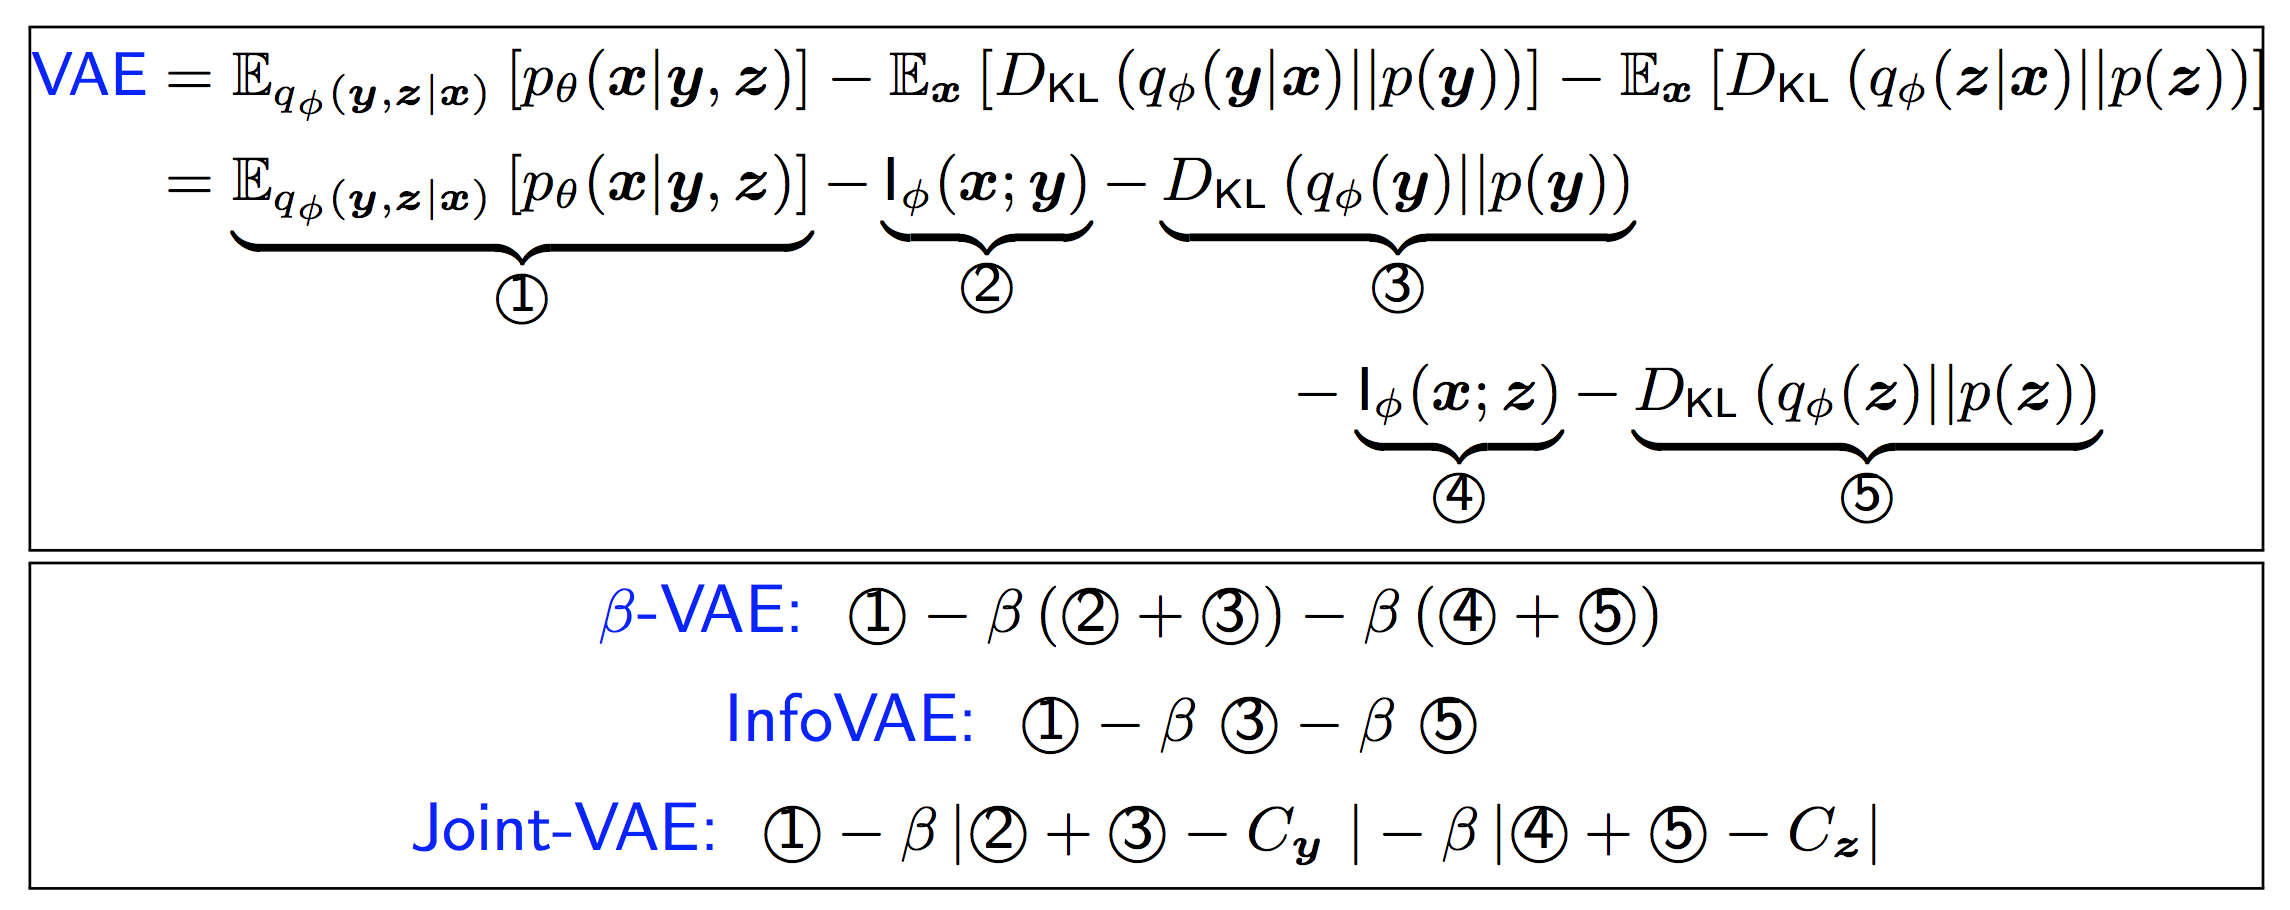 VAE = 𝔼_{q_ϕ(𝒚,𝒛|𝒙)} [p_θ(𝒙|𝒚, 𝒛)] − 𝔼_𝒙 [D_KL (q_ϕ(𝒚|𝒙)||p(𝒚))] − 𝔼_𝒙 [D_KL (q_ϕ(𝒛|𝒙)||p(𝒛))]
= 𝔼_{q_ϕ(𝒚,𝒛|𝒙)} [p_θ(𝒙|𝒚, 𝒛)] − I_ϕ(𝒙; 𝒚) − D_KL (q_ϕ(𝒚)||p(𝒚))
① ② ③
− I_ϕ(𝒙; 𝒛) − D_KL (q_ϕ(𝒛)||p(𝒛))
④ ⑤
β-VAE: ① − β (② + ③) − β (④ + ⑤)
InfoVAE: ① − β ③ − β ⑤
Joint-VAE: ① − β |② + ③ − C_𝒚 | − β |④ + ⑤ − C_𝒛|